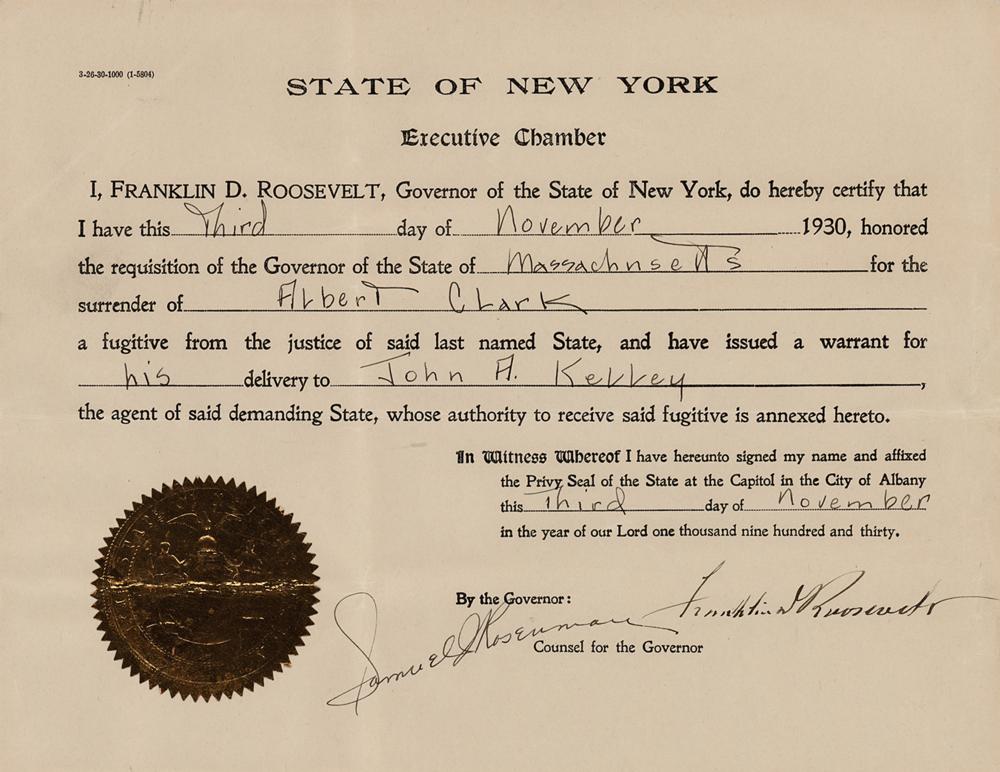 3-26-30-1000 (1-5804)
STATE OF NEW YORK
Executive Chamber
I, FRANKLIN D. ROOSEVELT, Governor of the State of New York, do hereby certify that
I have this Third day of November 1930, honored
the requisition of the Governor of the State of Massachusetts for the
surrender of Albert Clark
a fugitive from the justice of said last named State, and have issued a warrant for
his delivery to John A. Kelley,
the agent of said demanding State, whose authority to receive said fugitive is annexed hereto.
In Witness Whereof I have hereunto signed my name and affixed
the Privy Seal of the State at the Capitol in the City of Albany
this Third day of November
in the year of our Lord one thousand nine hundred and thirty.
By the Governor:
Franklin D Roosevelt
Samuel I Rosenman
Counsel for the Governor